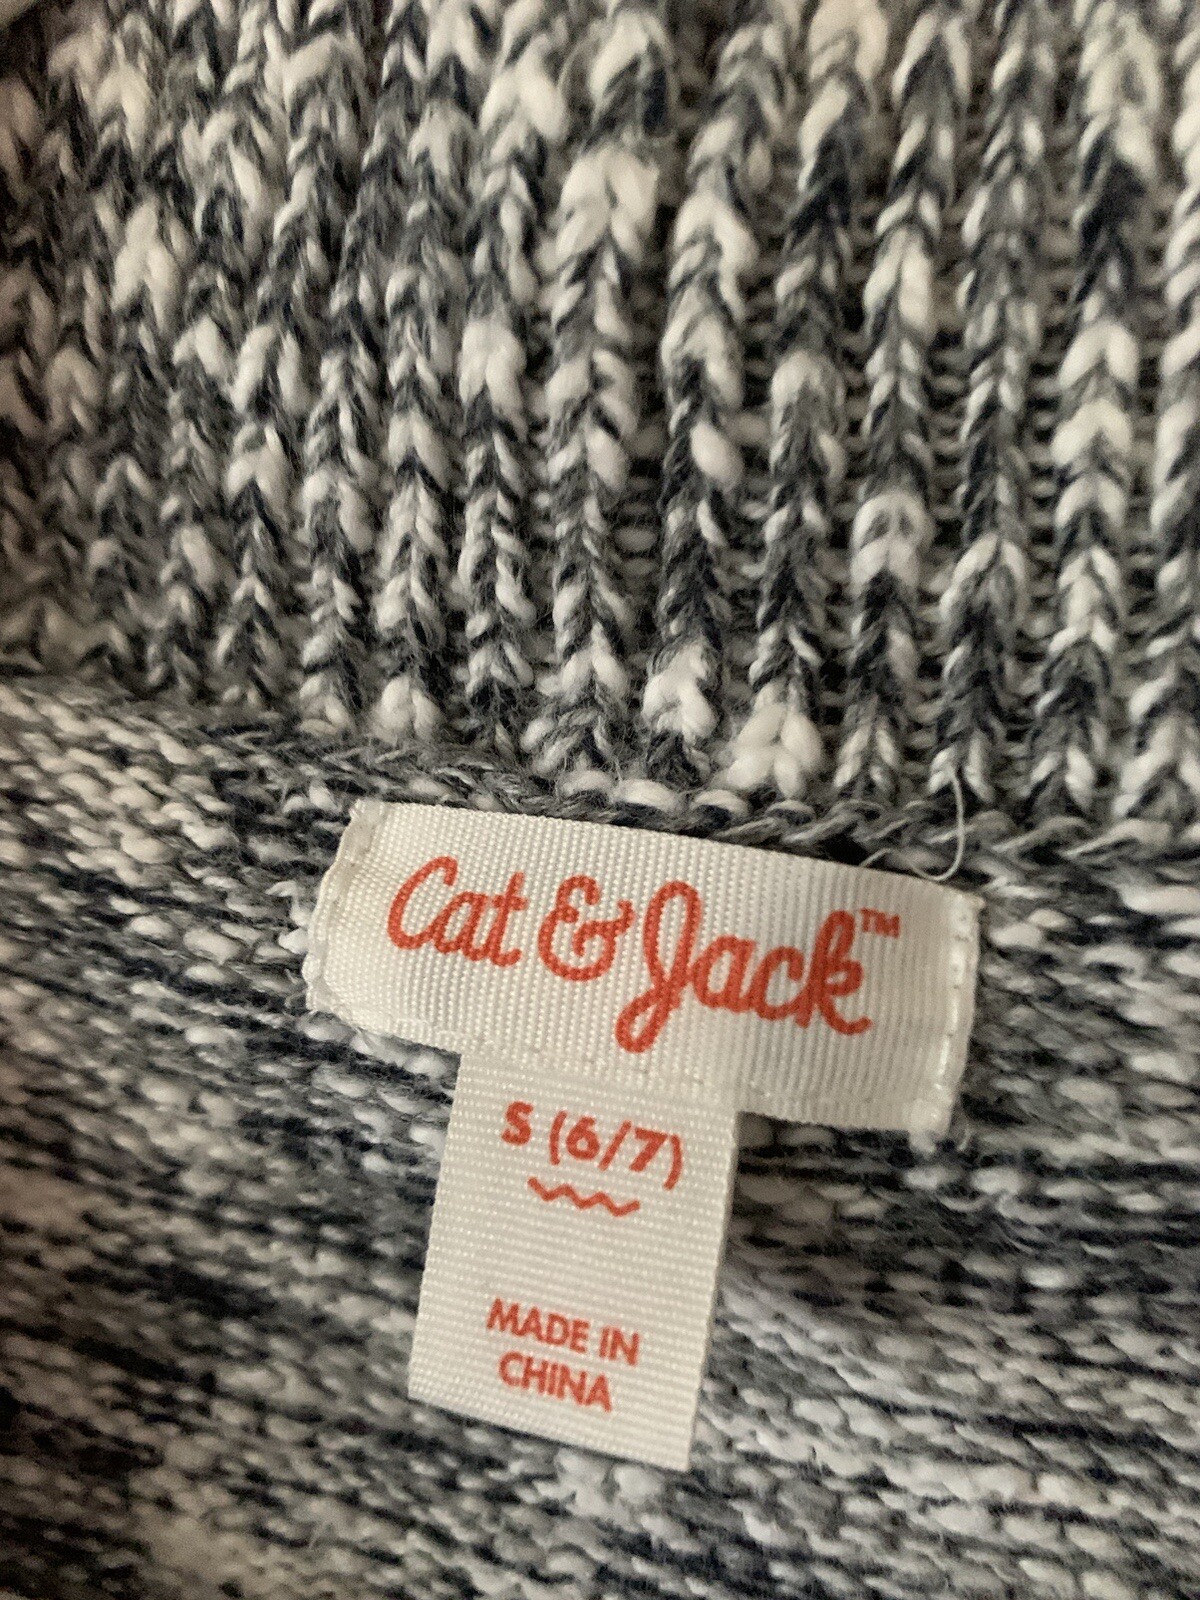 Cat & Jack™
S (6/7)
MADE IN
CHINA